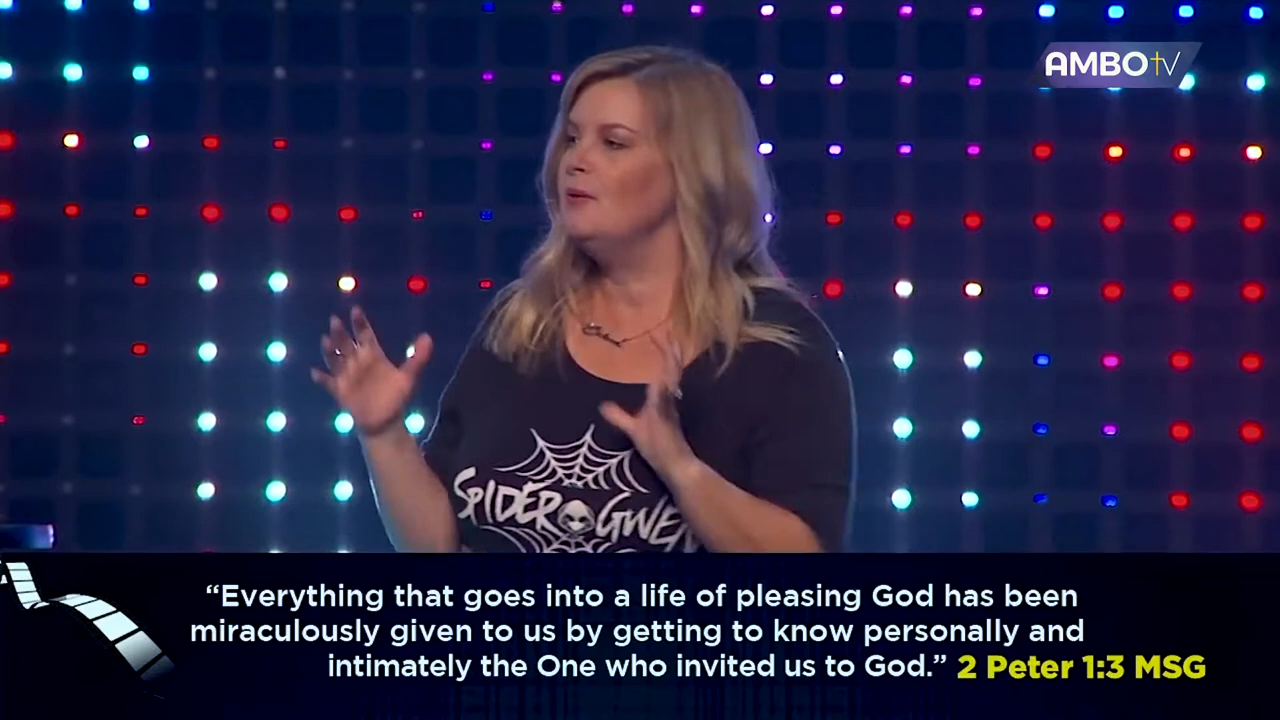 AMBOtv
SPIDER GWEN
“Everything that goes into a life of pleasing God has been
miraculously given to us by getting to know personally and
intimately the One who invited us to God.” 2 Peter 1:3 MSG